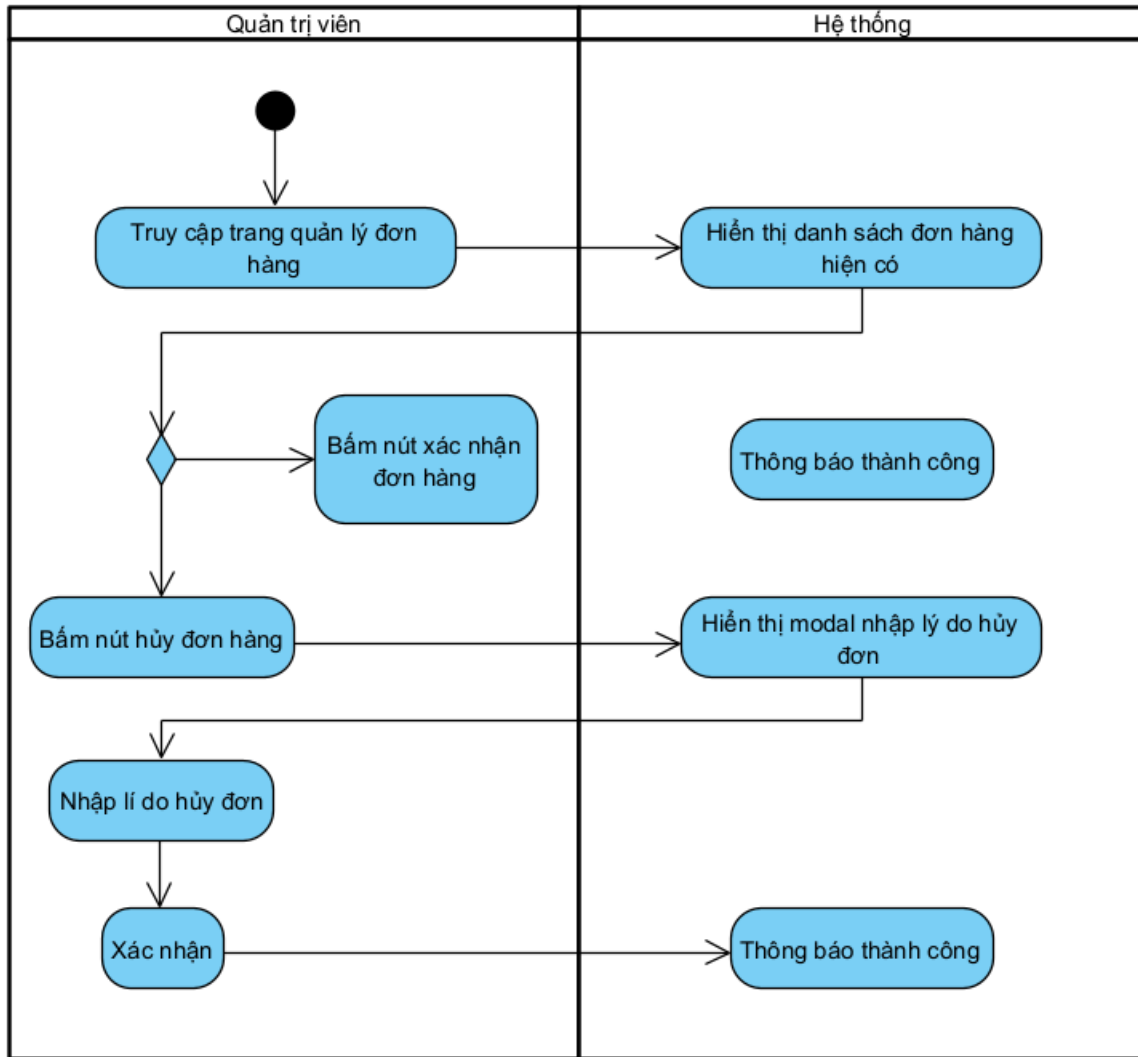 Quản trị viên
Hệ thống
Truy cập trang quản lý đơn
hàng
Hiển thị danh sách đơn hàng
hiện có
Bấm nút xác nhận
đơn hàng
Thông báo thành công
Bấm nút hủy đơn hàng
Hiển thị modal nhập lý do hủy
đơn
Nhập lí do hủy đơn
Xác nhận
Thông báo thành công